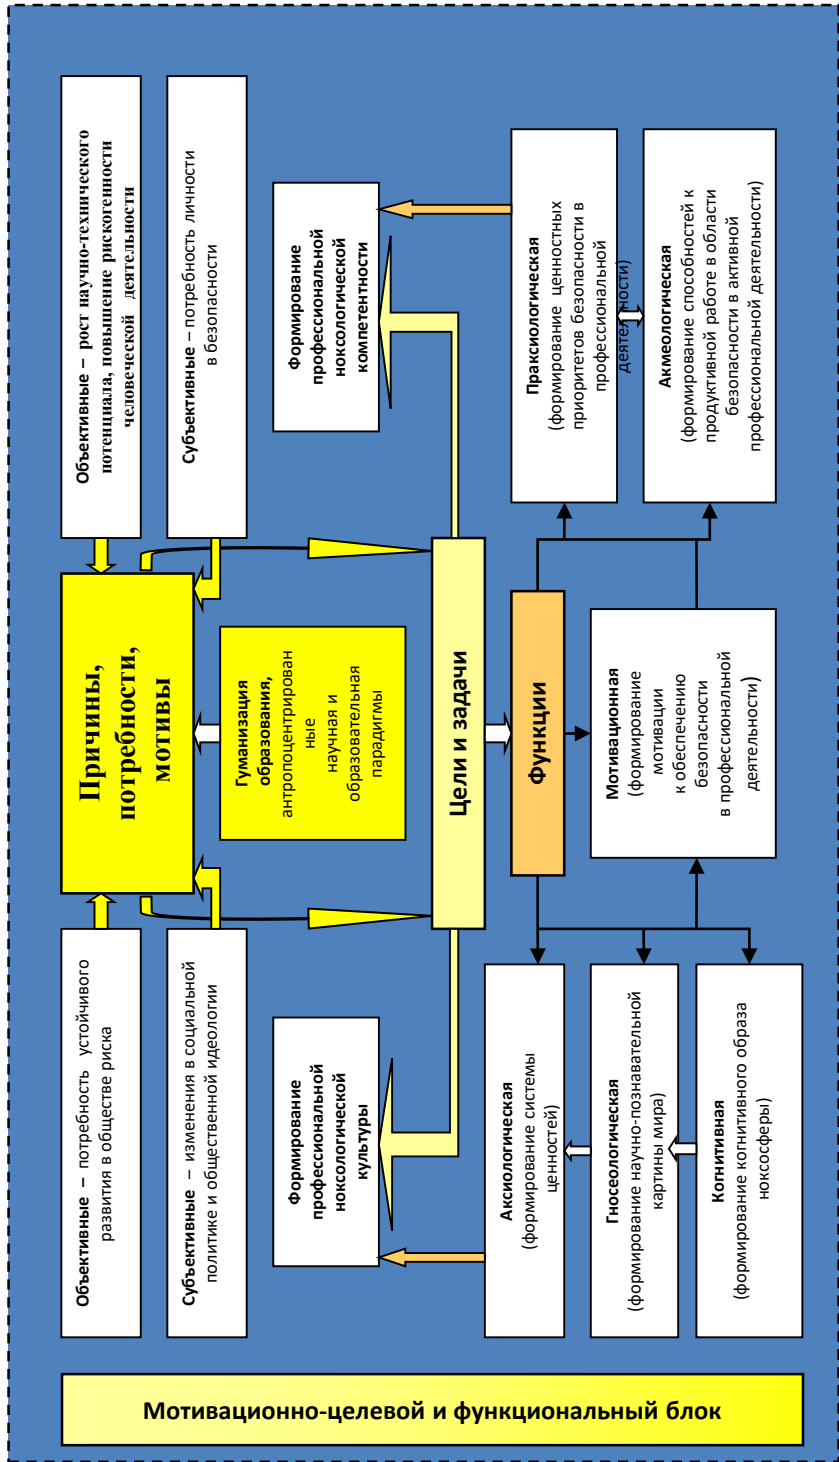 Мотивационно-целевой и функциональный блок
Объективные – потребность устойчивого
развития в обществе риска
Субъективные – изменения в социальной
политике и общественной идеологии
Причины,
потребности,
мотивы
Объективные – рост научно-технического
потенциала, повышение рискогенности
человеческой деятельности
Субъективные – потребность личности
в безопасности
Гуманизация
образования,
антропоцентрирован
ные
научная и
образовательная
парадигмы
Формирование
профессиональной
ноксологической
культуры
Формирование
профессиональной
ноксологической
компетентности
Цели и задачи
Функции
Аксиологическая
(формирование системы
ценностей)
Гносеологическая
(формирование научно-познавательной
картины мира)
Когнитивная
(формирование когнитивного образа
ноксосферы)
Мотивационная
(формирование
мотивации
к обеспечению
безопасности
в профессиональной
деятельности)
Праксиологическая
(формирование ценностных
приоритетов безопасности в
профессиональной
деятельности)
Акмеологическая
(формирование способностей к
продуктивной работе в области
безопасности в активной
профессиональной деятельности)